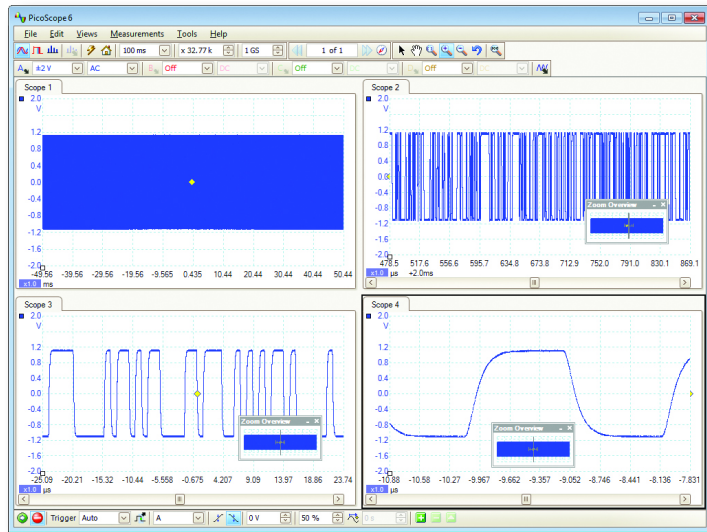 PicoScope 6
File Edit Views Measurements Tools Help
100 ms x 32.77 k 1 GS 1 of 1
A ±2 V AC B Off DC C Off DC D Off DC
Scope 1
2.0
V
1.2
0.8
0.4
0.0
-0.4
-0.8
-1.2
-1.6
-2.0
-49.56 -39.56 -29.56 -19.56 -9.565 0.435 10.44 20.44 30.44 40.44 50.44
x1.0 ms
Scope 2
2.0
V
1.2
0.8
0.4
0.0
-0.4
-0.8
-1.2
-1.6
-2.0
Zoom Overview
478.5 517.6 556.6 595.7 634.8 673.8 712.9 752.0 791.0 830.1 869.1
x1.0 µs +2.0ms
Scope 3
2.0
V
1.2
0.8
0.4
0.0
-0.4
-0.8
-1.2
-1.6
-2.0
Zoom Overview
-25.09 -20.21 -15.32 -10.44 -5.558 -0.675 4.208 9.091 13.97 18.86 23.74
x1.0 µs
Scope 4
2.0
V
1.2
0.8
0.4
0.0
-0.4
-0.8
-1.2
-1.6
-2.0
Zoom Overview
-10.88 -10.58 -10.27 -9.967 -9.662 -9.357 -9.052 -8.746 -8.441 -8.136 -7.831
x1.0 µs
Trigger Auto A 0 V 50 % 0 s